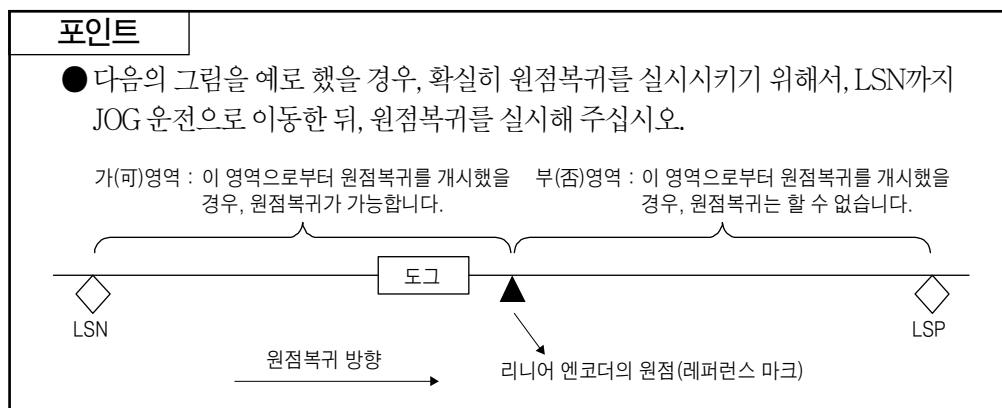 포인트
● 다음의 그림을 예로 했을 경우, 확실히 원점복귀를 실시시키기 위해서, LSN까지
JOG 운전으로 이동한 뒤, 원점복귀를 실시해 주십시오.
가(可)영역 : 이 영역으로부터 원점복귀를 개시했을
경우, 원점복귀가 가능합니다.
부(否)영역 : 이 영역으로부터 원점복귀를 개시했을
경우, 원점복귀는 할 수 없습니다.
도그
LSN
LSP
원점복귀 방향
리니어 엔코더의 원점(레퍼런스 마크)